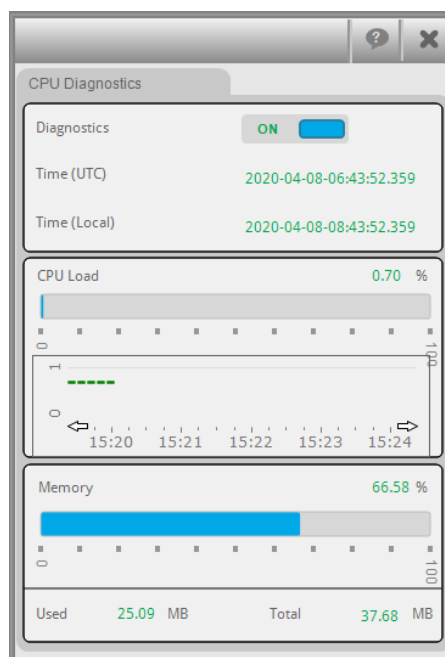 ?
CPU Diagnostics
Diagnostics ON
Time (UTC) 2020-04-08-06:43:52.359
Time (Local) 2020-04-08-08:43:52.359
CPU Load 0.70 %
0 100
1
0
15:20 15:21 15:22 15:23 15:24
Memory 66.58 %
0 100
Used 25.09 MB Total 37.68 MB